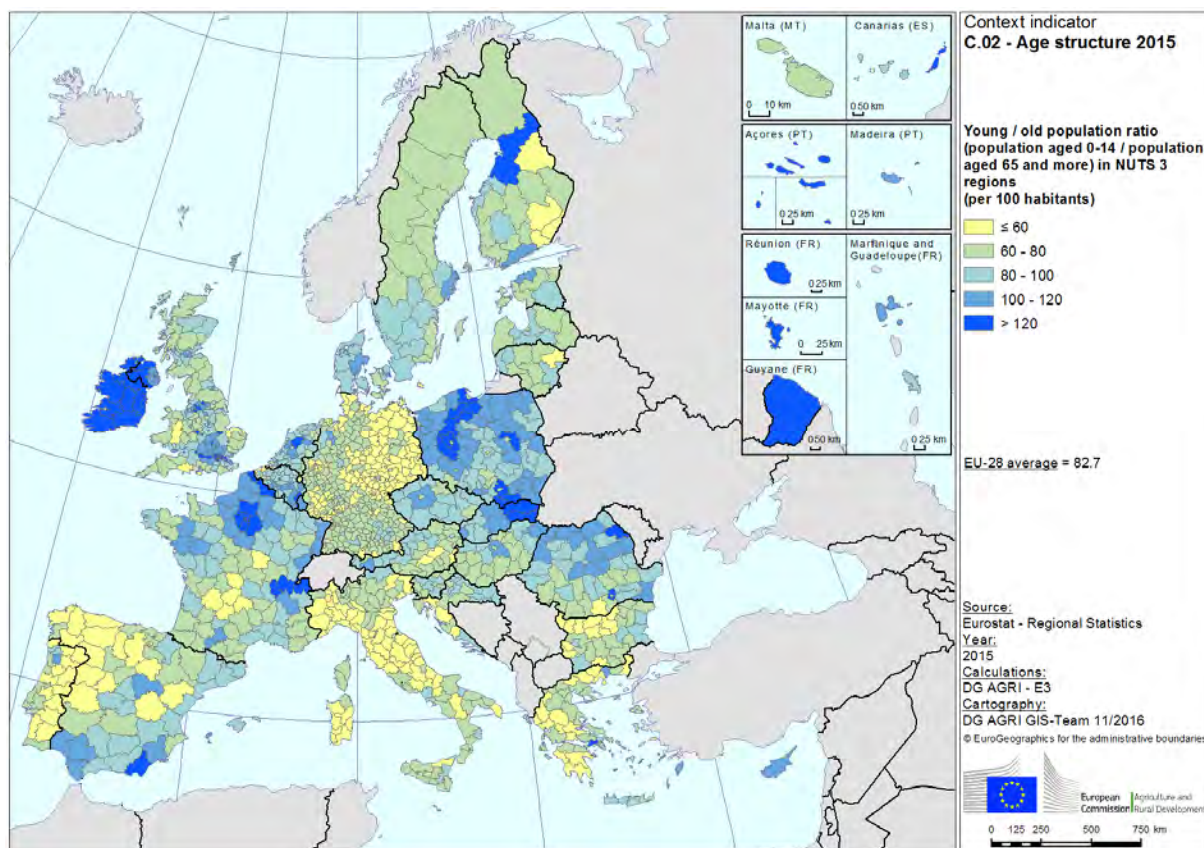 Malta (MT)
0 10 km
Canarias (ES)
0 50 km
Açores (PT)
0 25 km
Madeira (PT)
0 25 km
Réunion (FR)
0 25 km
Martinique and
Guadeloupe(FR)
0 25 km
Mayotte (FR)
0 25 km
Guyane (FR)
0 50 km
Context indicator
C.02 - Age structure 2015
Young / old population ratio
(population aged 0-14 / population
aged 65 and more) in NUTS 3
regions
(per 100 habitants)
≤ 60
60 - 80
80 - 100
100 - 120
> 120
EU-28 average = 82.7
Source:
Eurostat - Regional Statistics
Year:
2015
Calculations:
DG AGRI - E3
Cartography:
DG AGRI GIS-Team 11/2016
© EuroGeographics for the administrative boundaries
European
Commission
Agriculture and
Rural Development
0 125 250 500 750 km